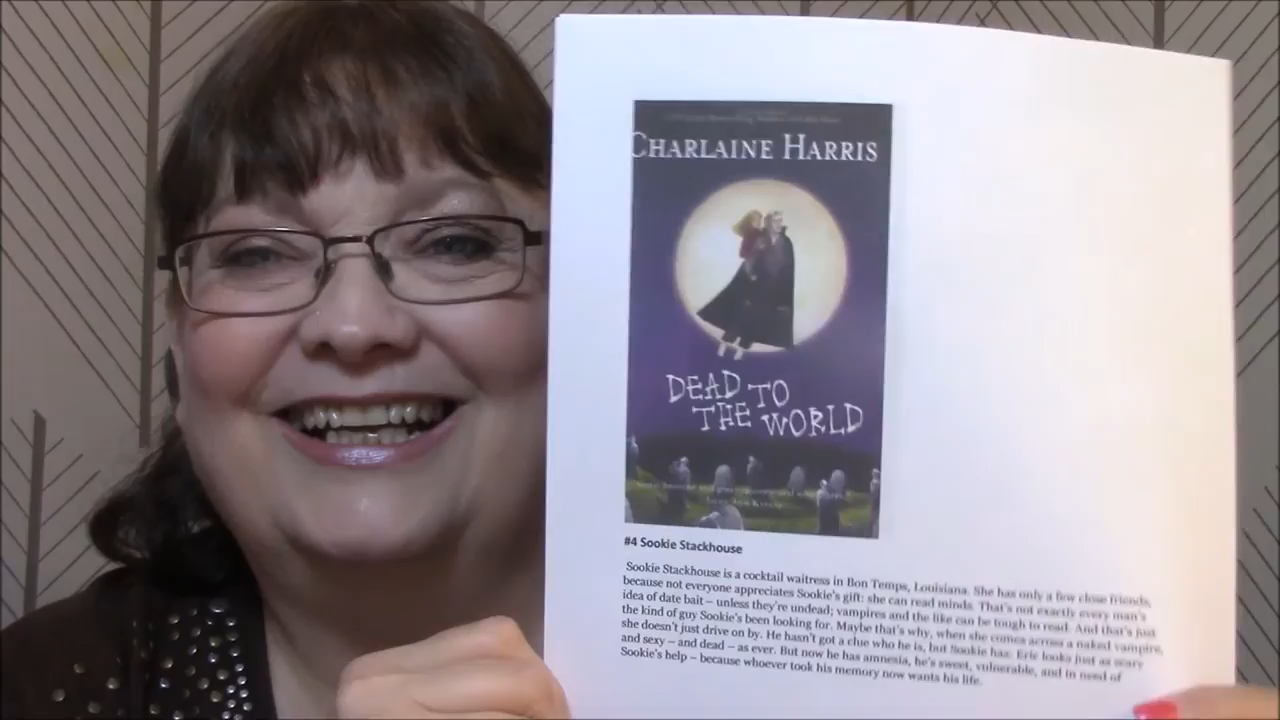 CHARLAINE HARRIS
DEAD TO
THE WORLD
#4 Sookie Stackhouse
Sookie Stackhouse is a cocktail waitress in Bon Temps, Louisiana. She has only a few close friends,
because not everyone appreciates Sookie's gift: she can read minds. That's not exactly every man's
idea of date bait – unless they're undead; vampires and the like can be tough to read. And that's just
the kind of guy Sookie's been looking for. Maybe that's why, when she comes across a naked vampire,
she doesn't just drive on by. He hasn't got a clue who he is, but Sookie has: Eric looks just as scary
and sexy – and dead – as ever. But now he has amnesia, he's sweet, vulnerable, and in need of
Sookie's help – because whoever took his memory now wants his life.